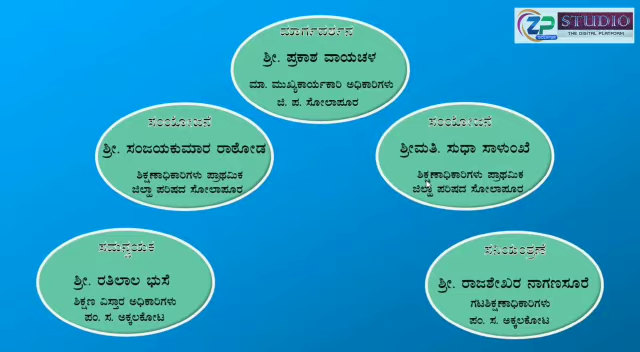 ZP STUDIO
THE DIGITAL PLATFORM
ಮಾರ್ಗದರ್ಶನ
ಶ್ರೀ. ಪ್ರಕಾಶ ವಾಯಚಳ
ಮಾ. ಮುಖ್ಯಕಾರ್ಯಕಾರಿ ಅಧಿಕಾರಿಗಳು
ಜಿ. ಪ. ಸೋಲಾಪೂರ
ಸಂಯೋಜನ
ಶ್ರೀ. ಸಂಜಯಕುಮಾರ ರಾಠೋಡ
ಶಿಕ್ಷಣಾಧಿಕಾರಿಗಳು ಪ್ರಾಥಮಿಕ
ಜಿಲ್ಹಾ ಪರಿಷದ ಸೋಲಾಪೂರ
ಸಂಯೋಜನ
ಶ್ರೀಮತಿ. ಸುಧಾ ಸಾಳುಂಖೆ
ಶಿಕ್ಷಣಾಧಿಕಾರಿಗಳು ಪ್ರಾಥಮಿಕ
ಜಿಲ್ಹಾ ಪರಿಷದ ಸೋಲಾಪೂರ
ಸಮನ್ವಯಕ
ಶ್ರೀ. ರತಿಲಾಲ ಭುಸೆ
ಶಿಕ್ಷಣ ವಿಸ್ತಾರ ಅಧಿಕಾರಿಗಳು
ಪಂ. ಸ. ಅಕ್ಕಲಕೋಟ
ಸನಿಯಂತ್ರಣ
ಶ್ರೀ. ರಾಜಶೇಖರ ನಾಗಣಸೂರೆ
ಗಟಶಿಕ್ಷಣಾಧಿಕಾರಿಗಳು
ಪಂ. ಸ. ಅಕ್ಕಲಕೋಟ